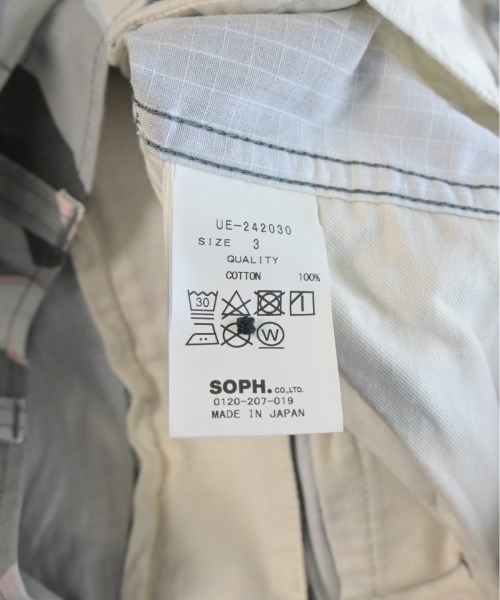 UE-242030
SIZE 3
QUALITY
COTTON 100%
30
W
SOPH. CO.,LTD.
0120-207-019
MADE IN JAPAN